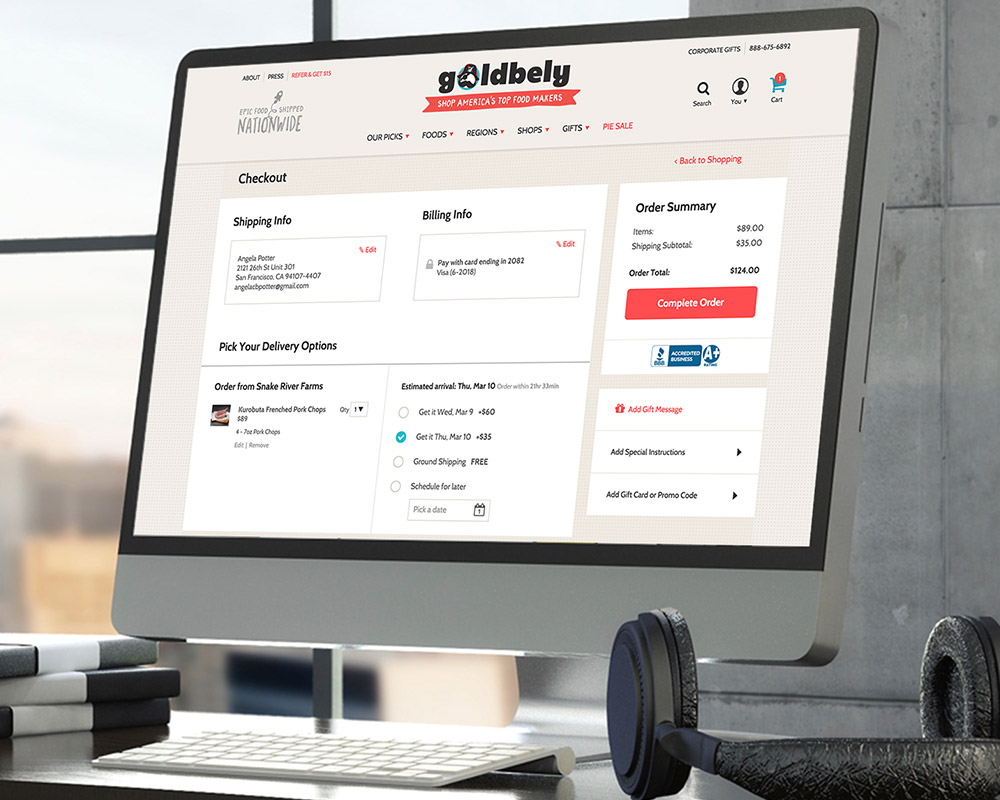 ABOUT PRESS REFER & GET $15
CORPORATE GIFTS 888-675-6892
EPIC FOOD SHIPPED
NATIONWIDE
goldbely
SHOP AMERICA'S TOP FOOD MAKERS
Search
You
1
Cart
OUR PICKS FOODS REGIONS SHOPS GIFTS PIE SALE
< Back to Shopping
Checkout
Shipping Info
Edit
Angela Potter
2121 26th St Unit 301
San Francisco, CA 94107-4407
angelacbpotter@gmail.com
Billing Info
Edit
Pay with card ending in 2082
Visa (6-2018)
Order Summary
Items: $89.00
Shipping Subtotal: $35.00
Order Total: $124.00
Complete Order
BBB
ACCREDITED
BUSINESS
A+
RATING
Pick Your Delivery Options
Order from Snake River Farms
Kurobuta Frenched Pork Chops Qty 1
$89
4 - 7oz Pork Chops
Edit | Remove
Estimated arrival: Thu, Mar 10 Order within 21hr 33min
Get it Wed, Mar 9 +$60
Get it Thu, Mar 10 +$35
Ground Shipping FREE
Schedule for later
Pick a date
1
Add Gift Message
Add Special Instructions
Add Gift Card or Promo Code